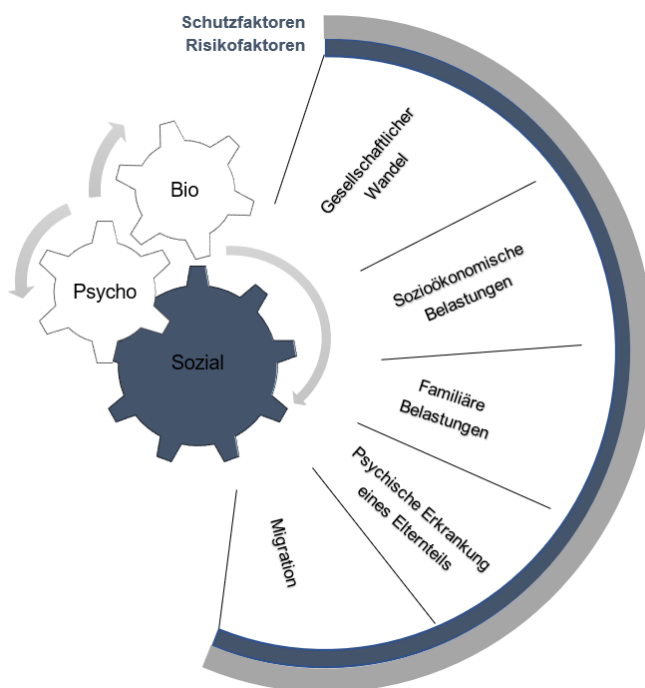 Schutzfaktoren
Risikofaktoren
Bio
Psycho
Sozial
Gesellschaftlicher
Wandel
Sozioökonomische
Belastungen
Familiäre
Belastungen
Psychische Erkrankung
eines Elternteils
Migration